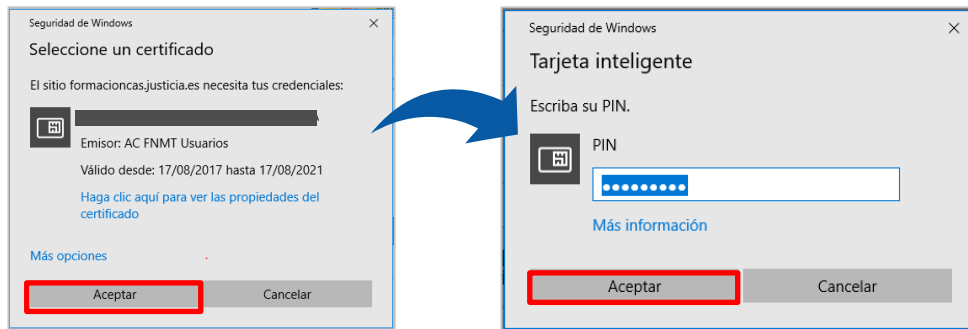 Seguridad de Windows
Seleccione un certificado
El sitio formacioncas.justicia.es necesita tus credenciales:
Emisor: AC FNMT Usuarios
Válido desde: 17/08/2017 hasta 17/08/2021
Haga clic aquí para ver las propiedades del
certificado
Más opciones
Aceptar
Cancelar
Seguridad de Windows
Tarjeta inteligente
Escriba su PIN.
PIN
Más información
Aceptar
Cancelar